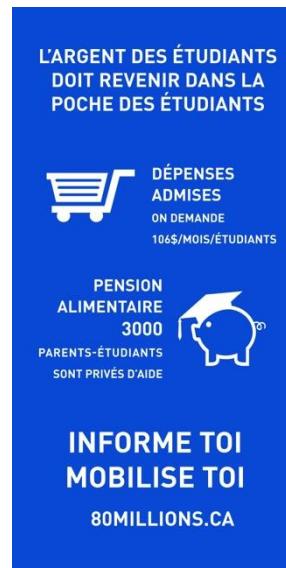 L'ARGENT DES ÉTUDIANTS
DOIT REVENIR DANS LA
POCHE DES ÉTUDIANTS
DÉPENSES
ADMISES
ON DEMANDE
106$/MOIS/ÉTUDIANTS
PENSION
ALIMENTAIRE
3000
PARENTS-ÉTUDIANTS
SONT PRIVÉS D'AIDE
INFORME TOI
MOBILISE TOI
80MILLIONS.CA